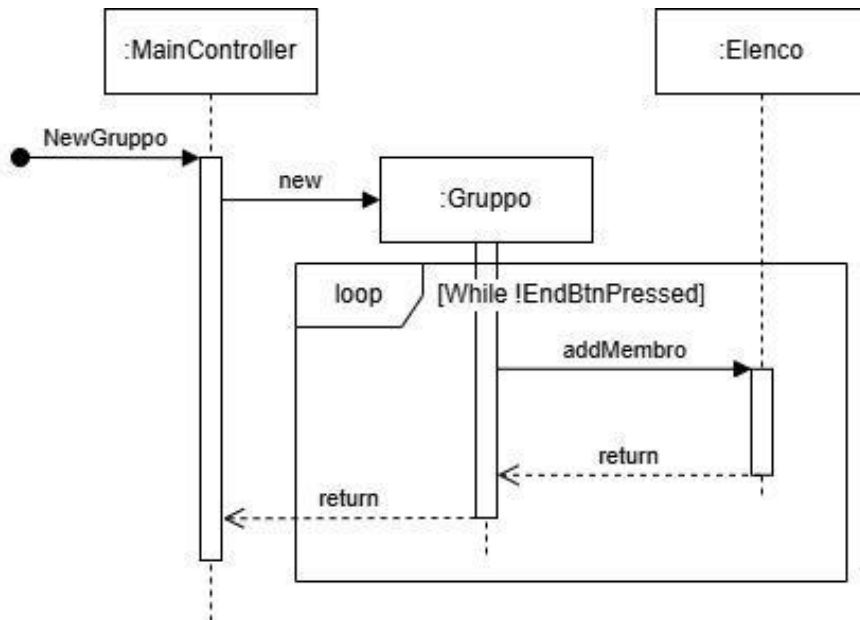 :MainController
:Elenco
NewGruppo
new
:Gruppo
loop
[While !EndBtnPressed]
addMembro
return
return